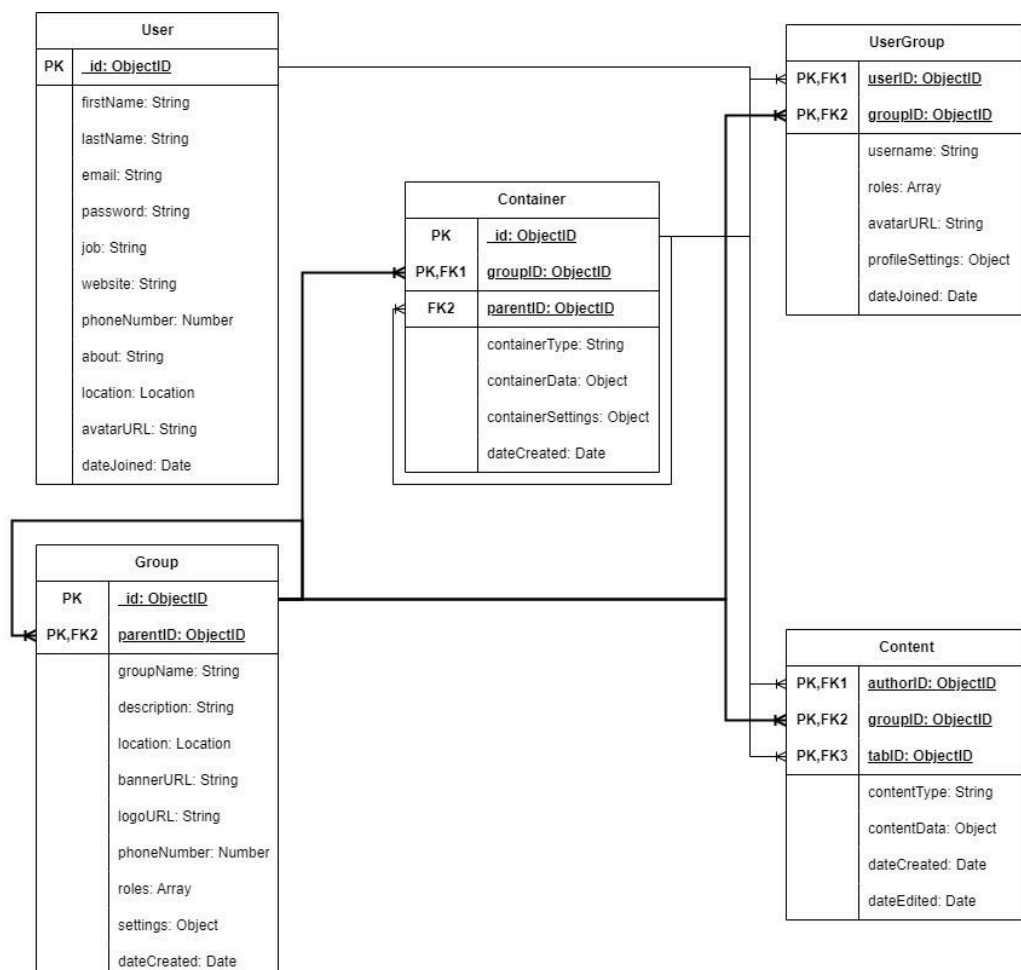 User
PK _id: ObjectID
firstName: String
lastName: String
email: String
password: String
job: String
website: String
phoneNumber: Number
about: String
location: Location
avatarURL: String
dateJoined: Date
UserGroup
PK,FK1 userID: ObjectID
PK,FK2 groupID: ObjectID
username: String
roles: Array
avatarURL: String
profileSettings: Object
dateJoined: Date
Container
PK _id: ObjectID
PK,FK1 groupID: ObjectID
FK2 parentID: ObjectID
containerType: String
containerData: Object
containerSettings: Object
dateCreated: Date
Group
PK _id: ObjectID
PK,FK2 parentID: ObjectID
groupName: String
description: String
location: Location
bannerURL: String
logoURL: String
phoneNumber: Number
roles: Array
settings: Object
dateCreated: Date
Content
PK,FK1 authorID: ObjectID
PK,FK2 groupID: ObjectID
PK,FK3 tabID: ObjectID
contentType: String
contentData: Object
dateCreated: Date
dateEdited: Date